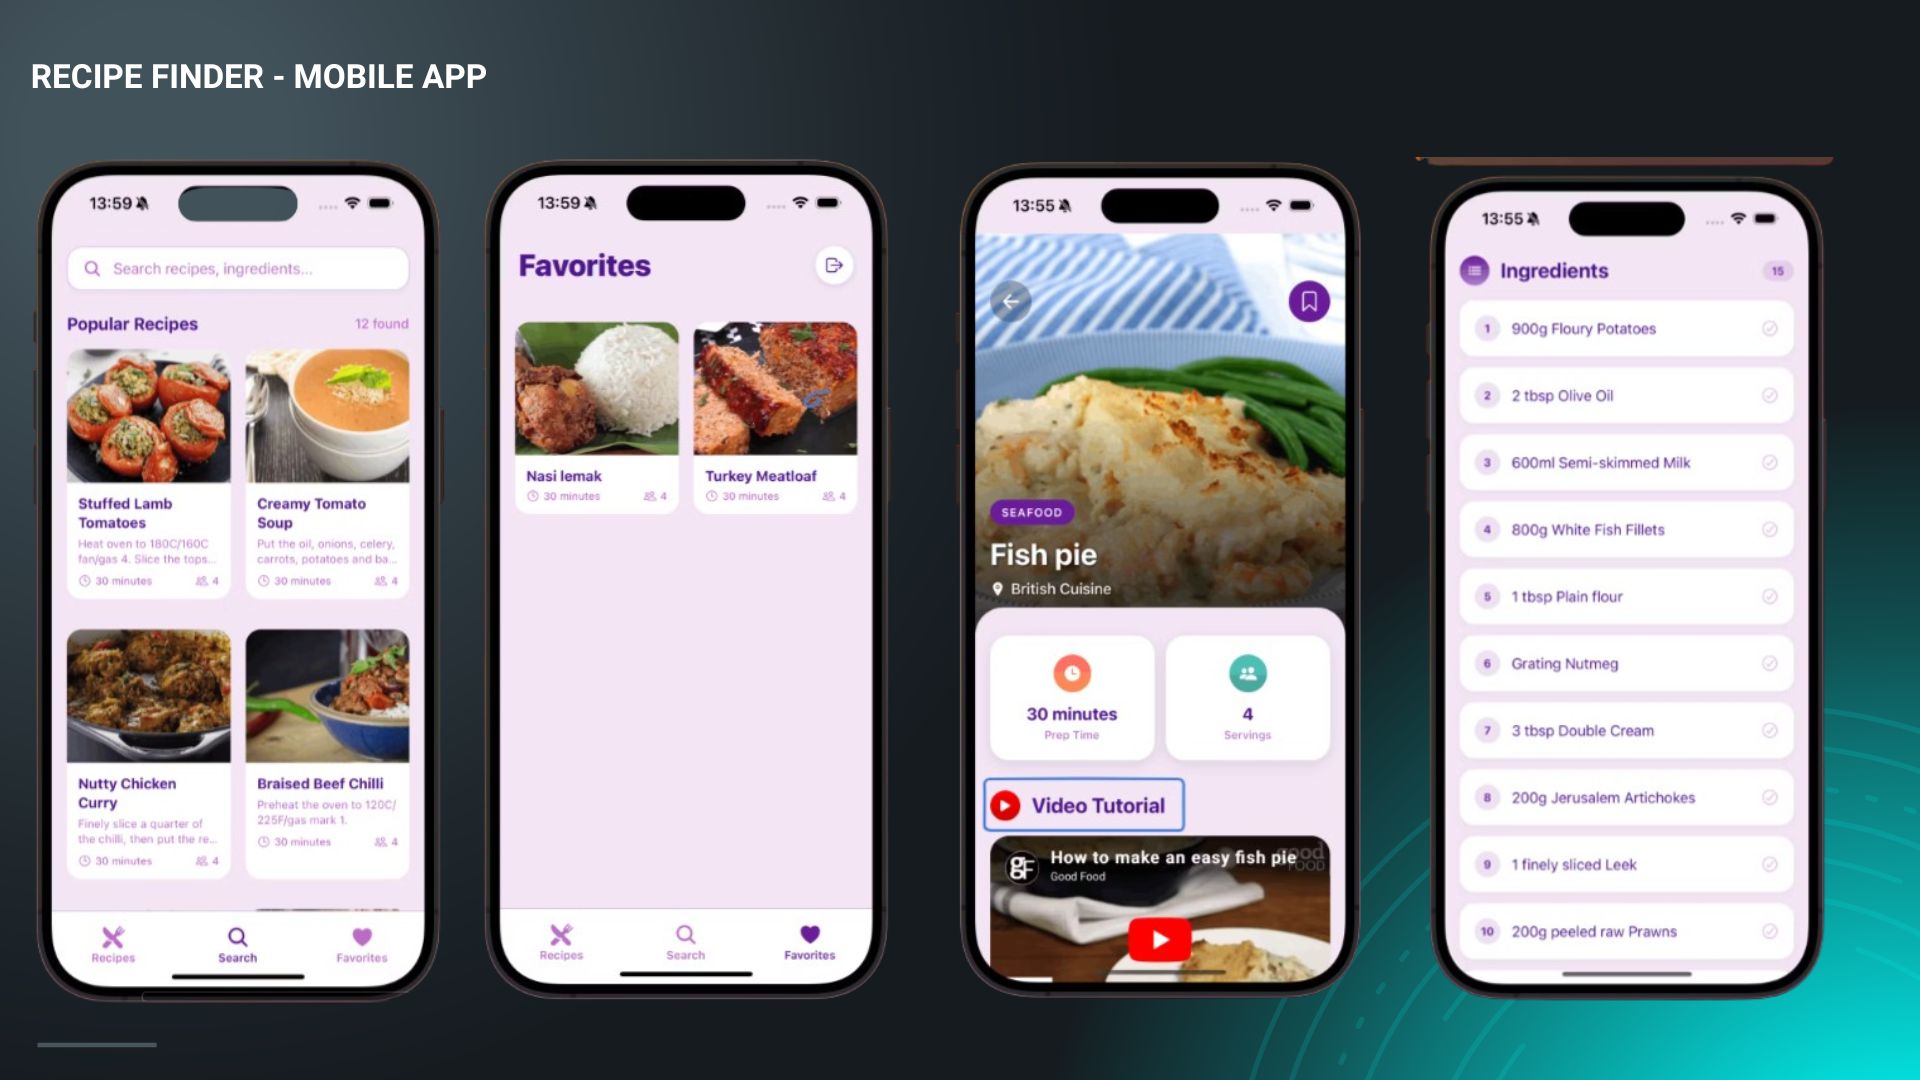 RECIPE FINDER - MOBILE APP
13:59
Search recipes, ingredients...
Popular Recipes
12 found
Stuffed Lamb
Tomatoes
Heat oven to 180C/160C
fan/gas 4. Slice the tops...
30 minutes
4
Creamy Tomato
Soup
Put the oil, onions, celery,
carrots, potatoes and ba...
30 minutes
4
Nutty Chicken
Curry
Finely slice a quarter of
the chilli, then put the re...
30 minutes
4
Braised Beef Chilli
Preheat the oven to 120C/
225F/gas mark 1.
30 minutes
4
Recipes
Search
Favorites
13:59
Favorites
Nasi lemak
30 minutes
4
Turkey Meatloaf
30 minutes
4
Recipes
Search
Favorites
13:55
SEAFOOD
Fish pie
British Cuisine
30 minutes
Prep Time
4
Servings
Video Tutorial
gF
How to make an easy fish pie
Good Food
good
FOOD
13:55
Ingredients
15
1 900g Floury Potatoes
2 2 tbsp Olive Oil
3 600ml Semi-skimmed Milk
4 800g White Fish Fillets
5 1 tbsp Plain flour
6 Grating Nutmeg
7 3 tbsp Double Cream
8 200g Jerusalem Artichokes
9 1 finely sliced Leek
10 200g peeled raw Prawns